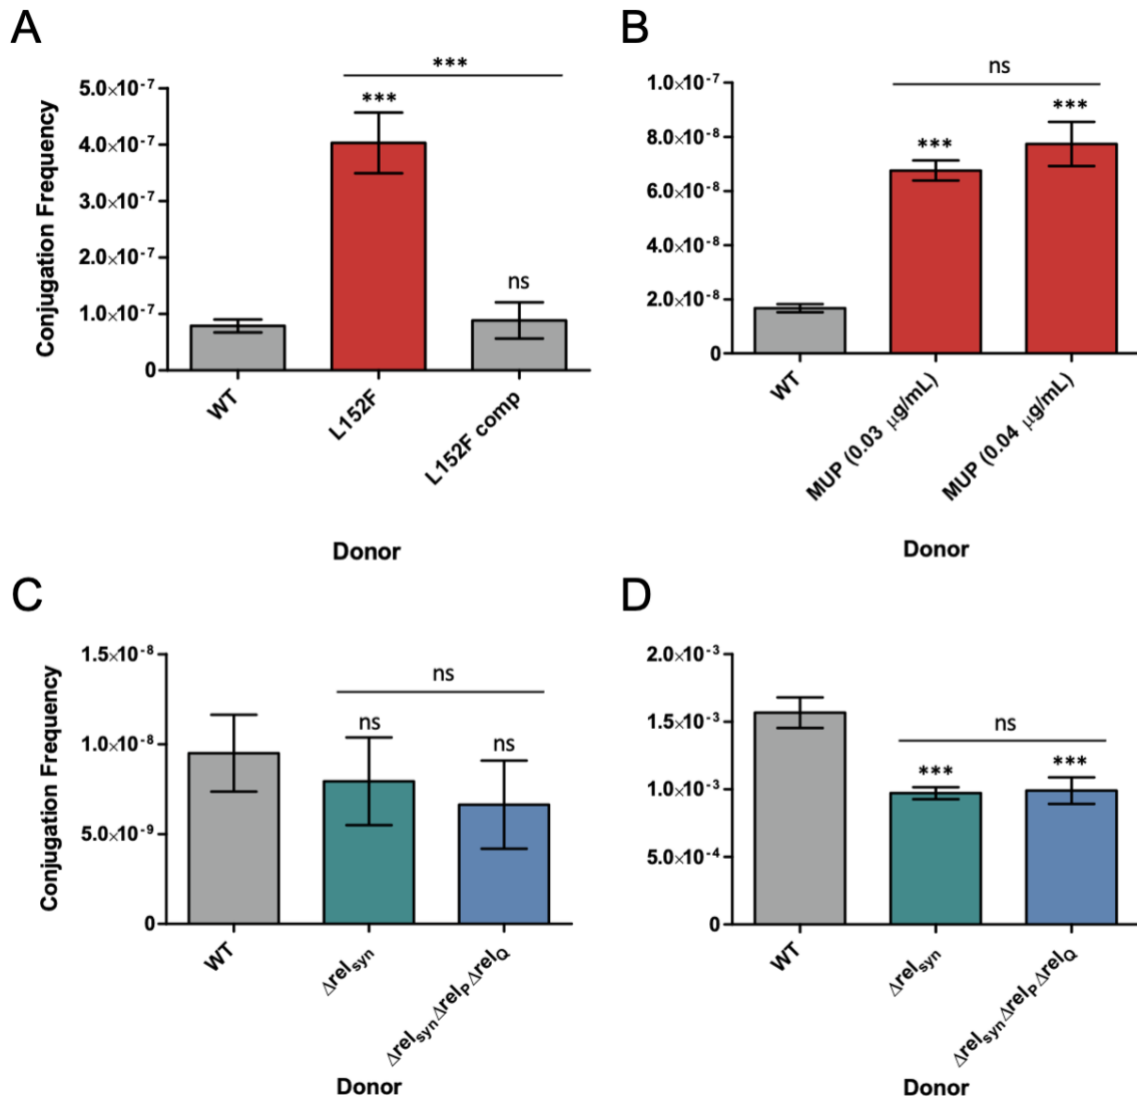 A
Conjugation Frequency
5.0×10⁻⁷
4.0×10⁻⁷
3.0×10⁻⁷
2.0×10⁻⁷
1.0×10⁻⁷
0
***
***
ns
WT
L152F
L152F comp
Donor
B
1.0×10⁻⁷
8.0×10⁻⁸
6.0×10⁻⁸
4.0×10⁻⁸
2.0×10⁻⁸
0
ns
***
***
WT
MUP (0.03 μg/mL)
MUP (0.04 μg/mL)
Donor
C
Conjugation Frequency
1.5×10⁻⁸
1.0×10⁻⁸
5.0×10⁻⁹
0
ns
ns
ns
WT
Δrel_syn
Δrel_synΔrel_PΔrel_Q
Donor
D
2.0×10⁻³
1.5×10⁻³
1.0×10⁻³
5.0×10⁻⁴
0
ns
***
***
WT
Δrel_syn
Δrel_synΔrel_PΔrel_Q
Donor